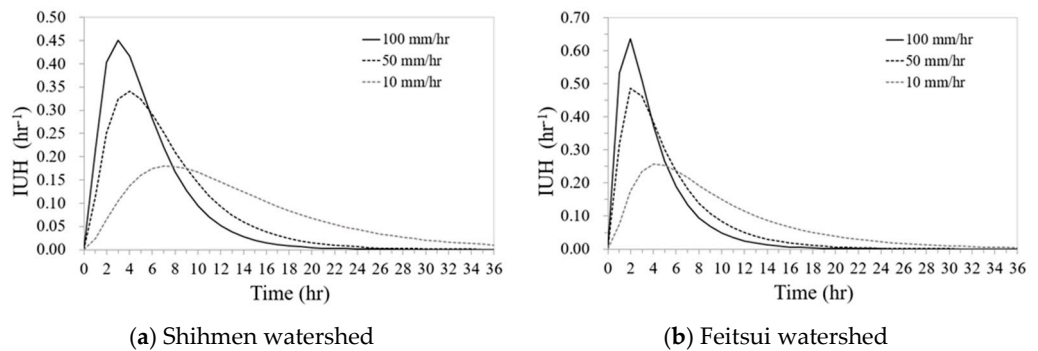 0.50
0.45
0.40
0.35
0.30
0.25
0.20
0.15
0.10
0.05
0.00
IUH (hr-1)
100 mm/hr
50 mm/hr
10 mm/hr
0 2 4 6 8 10 12 14 16 18 20 22 24 26 28 30 32 34 36
Time (hr)
(a) Shihmen watershed
0.70
0.60
0.50
0.40
0.30
0.20
0.10
0.00
IUH (hr-1)
100 mm/hr
50 mm/hr
10 mm/hr
0 2 4 6 8 10 12 14 16 18 20 22 24 26 28 30 32 34 36
Time (hr)
(b) Feitsui watershed